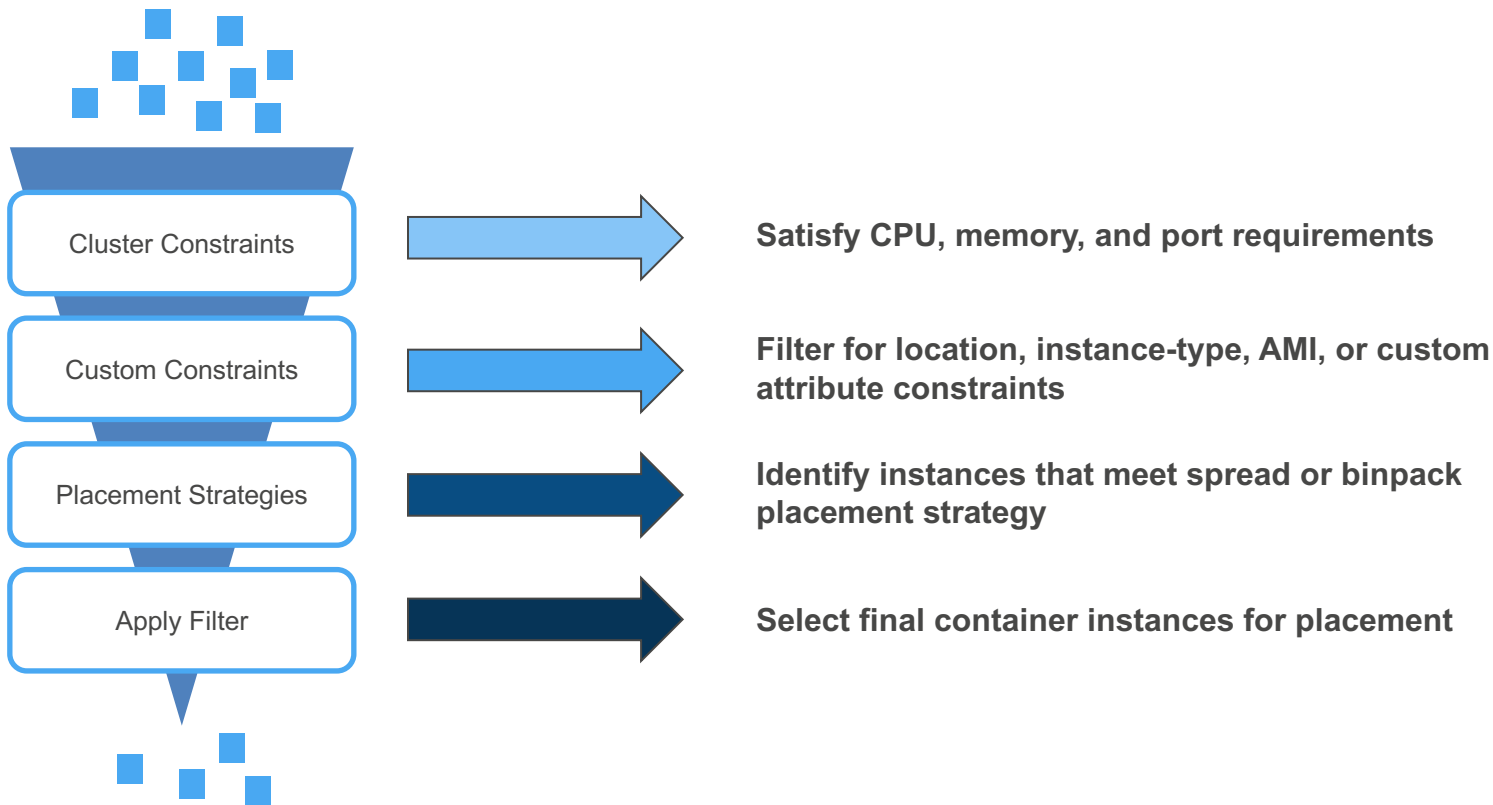 Cluster Constraints
Satisfy CPU, memory, and port requirements
Custom Constraints
Filter for location, instance-type, AMI, or custom
attribute constraints
Placement Strategies
Identify instances that meet spread or binpack
placement strategy
Apply Filter
Select final container instances for placement